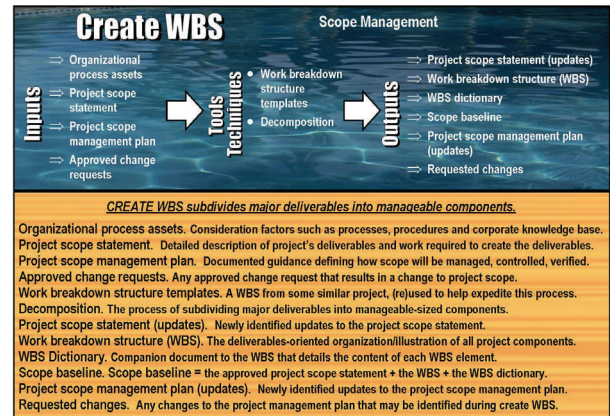 Create WBS
Scope Management
Inputs
⇒ Organizational
process assets
⇒ Project scope
statement
⇒ Project scope
management plan
⇒ Approved change
requests
Tools
Techniques
• Work breakdown
structure
templates
• Decomposition
Outputs
⇒ Project scope statement (updates)
⇒ Work breakdown structure (WBS)
⇒ WBS dictionary
⇒ Scope baseline
⇒ Project scope management plan
(updates)
⇒ Requested changes
CREATE WBS subdivides major deliverables into manageable components.
Organizational process assets. Consideration factors such as processes, procedures and corporate knowledge base.
Project scope statement. Detailed description of project's deliverables and work required to create the deliverables.
Project scope management plan. Documented guidance defining how scope will be managed, controlled, verified.
Approved change requests. Any approved change request that results in a change to project scope.
Work breakdown structure templates. A WBS from some similar project, (re)used to help expedite this process.
Decomposition. The process of subdividing major deliverables into manageable-sized components.
Project scope statement (updates). Newly identified updates to the project scope statement.
Work breakdown structure (WBS). The deliverables-oriented organization/illustration of all project components.
WBS Dictionary. Companion document to the WBS that details the content of each WBS element.
Scope baseline. Scope baseline = the approved project scope statement + the WBS + the WBS dictionary.
Project scope management plan (updates). Newly identified updates to the project scope management plan.
Requested changes. Any changes to the project management plan that may be identified during create WBS.